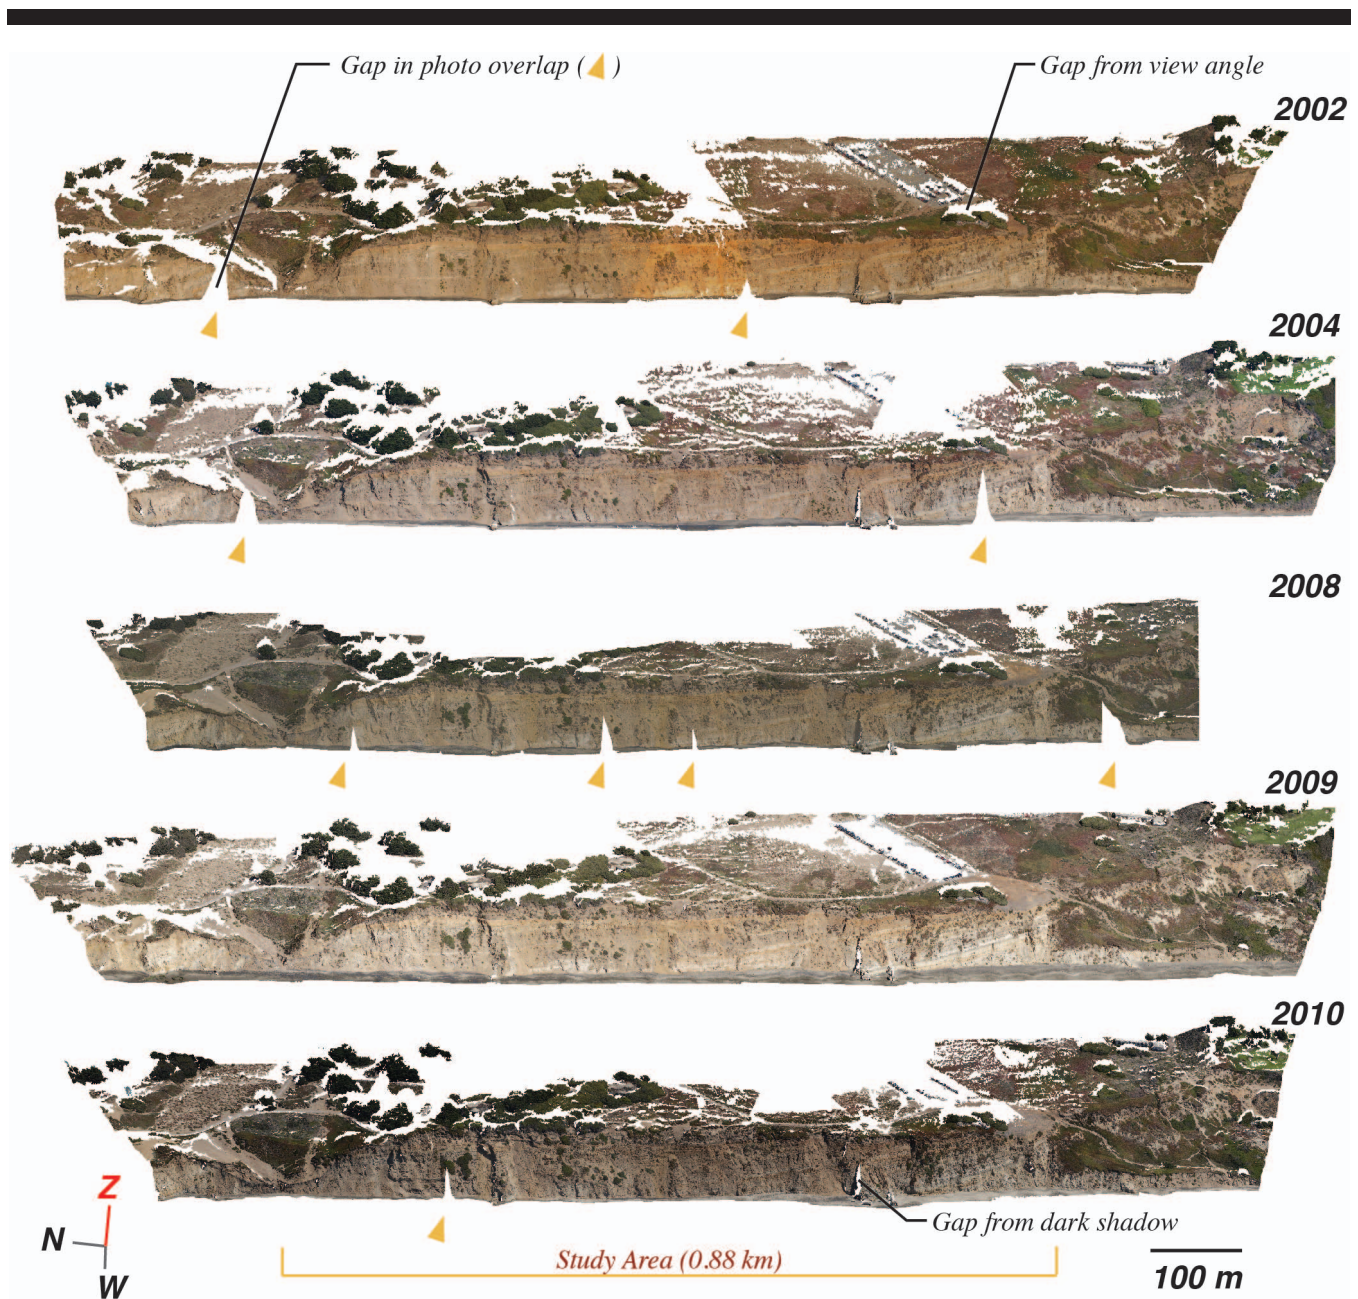 Gap in photo overlap ( )
Gap from view angle
2002
2004
2008
2009
2010
Z
N
W
Gap from dark shadow
Study Area (0.88 km)
100 m